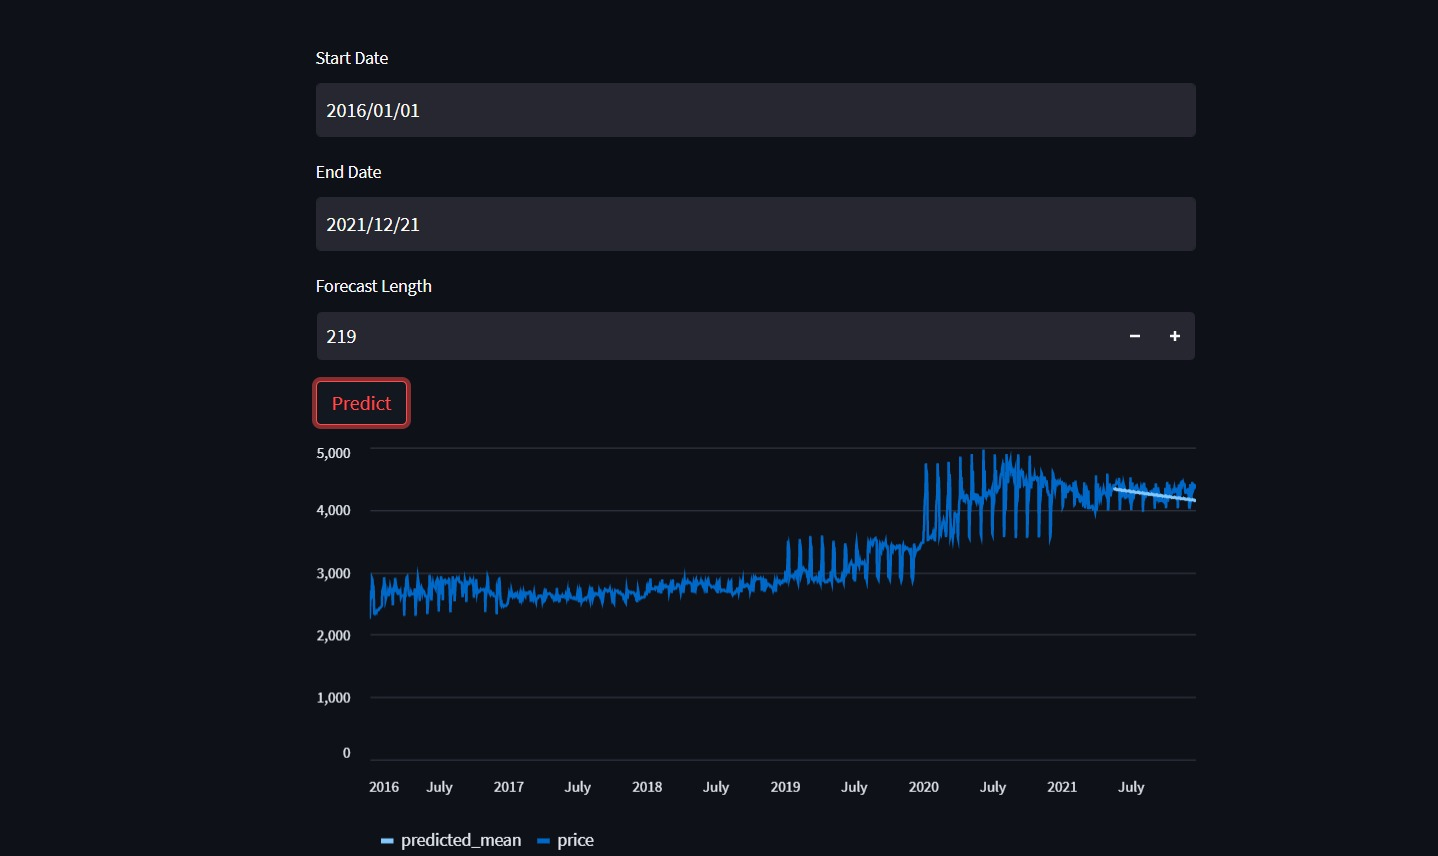 Start Date
2016/01/01
End Date
2021/12/21
Forecast Length
219
Predict
5,000
4,000
3,000
2,000
1,000
0
2016 July 2017 July 2018 July 2019 July 2020 July 2021 July
predicted_mean price